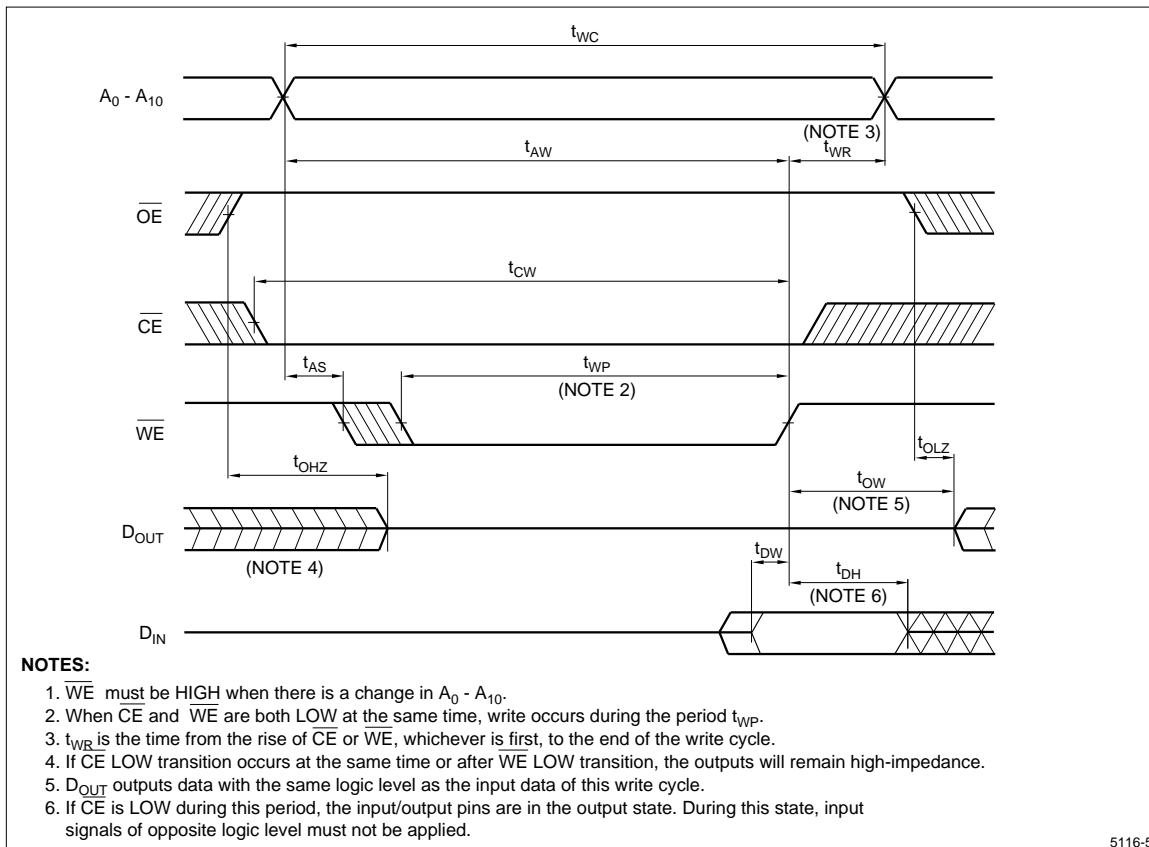 tWC
A0 - A10
(NOTE 3)
tAW
tWR
OE
tCW
CE
tAS
tWP
(NOTE 2)
WE
tOHZ
tOLZ
tOW
(NOTE 5)
DOUT
(NOTE 4)
tDW
tDH
(NOTE 6)
DIN
NOTES:
1. WE must be HIGH when there is a change in A0 - A10.
2. When CE and WE are both LOW at the same time, write occurs during the period tWP.
3. tWR is the time from the rise of CE or WE, whichever is first, to the end of the write cycle.
4. If CE LOW transition occurs at the same time or after WE LOW transition, the outputs will remain high-impedance.
5. DOUT outputs data with the same logic level as the input data of this write cycle.
6. If CE is LOW during this period, the input/output pins are in the output state. During this state, input
signals of opposite logic level must not be applied.
5116-5